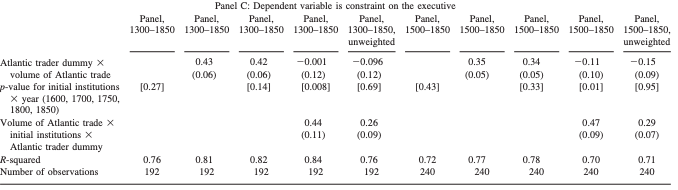 Panel C: Dependent variable is constraint on the executive
Panel, Panel, Panel, Panel, Panel, Panel, Panel, Panel, Panel, Panel,
1300–1850 1300–1850 1300–1850 1300–1850 1300–1850, 1500–1850 1500–1850 1500–1850 1500–1850 1500–1850,
unweighted unweighted
Atlantic trader dummy × 0.43 0.42 −0.001 −0.096 0.35 0.34 −0.11 −0.15
volume of Atlantic trade (0.06) (0.06) (0.12) (0.12) (0.05) (0.05) (0.10) (0.09)
p-value for initial institutions [0.27] [0.14] [0.008] [0.69] [0.43] [0.33] [0.01] [0.95]
× year (1600, 1700, 1750,
1800, 1850)
Volume of Atlantic trade × 0.44 0.26 0.47 0.29
initial institutions × (0.11) (0.09) (0.09) (0.07)
Atlantic trader dummy
R-squared 0.76 0.81 0.82 0.84 0.76 0.72 0.77 0.78 0.70 0.71
Number of observations 192 192 192 192 192 240 240 240 240 240